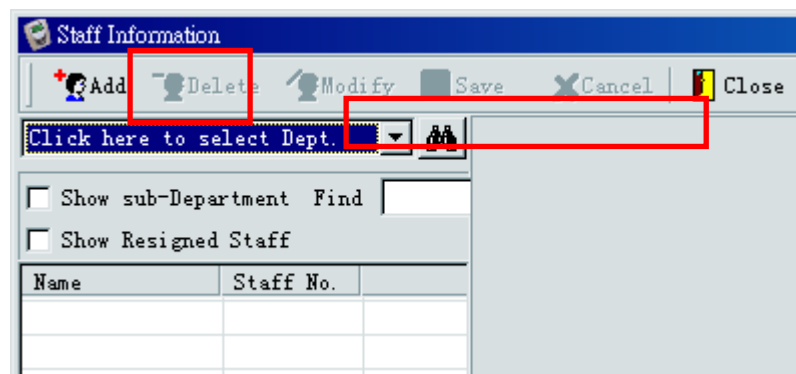 Staff Information
Add Delete Modify Save Cancel Close
Click here to select Dept.
Show sub-Department Find
Show Resigned Staff
Name Staff No.